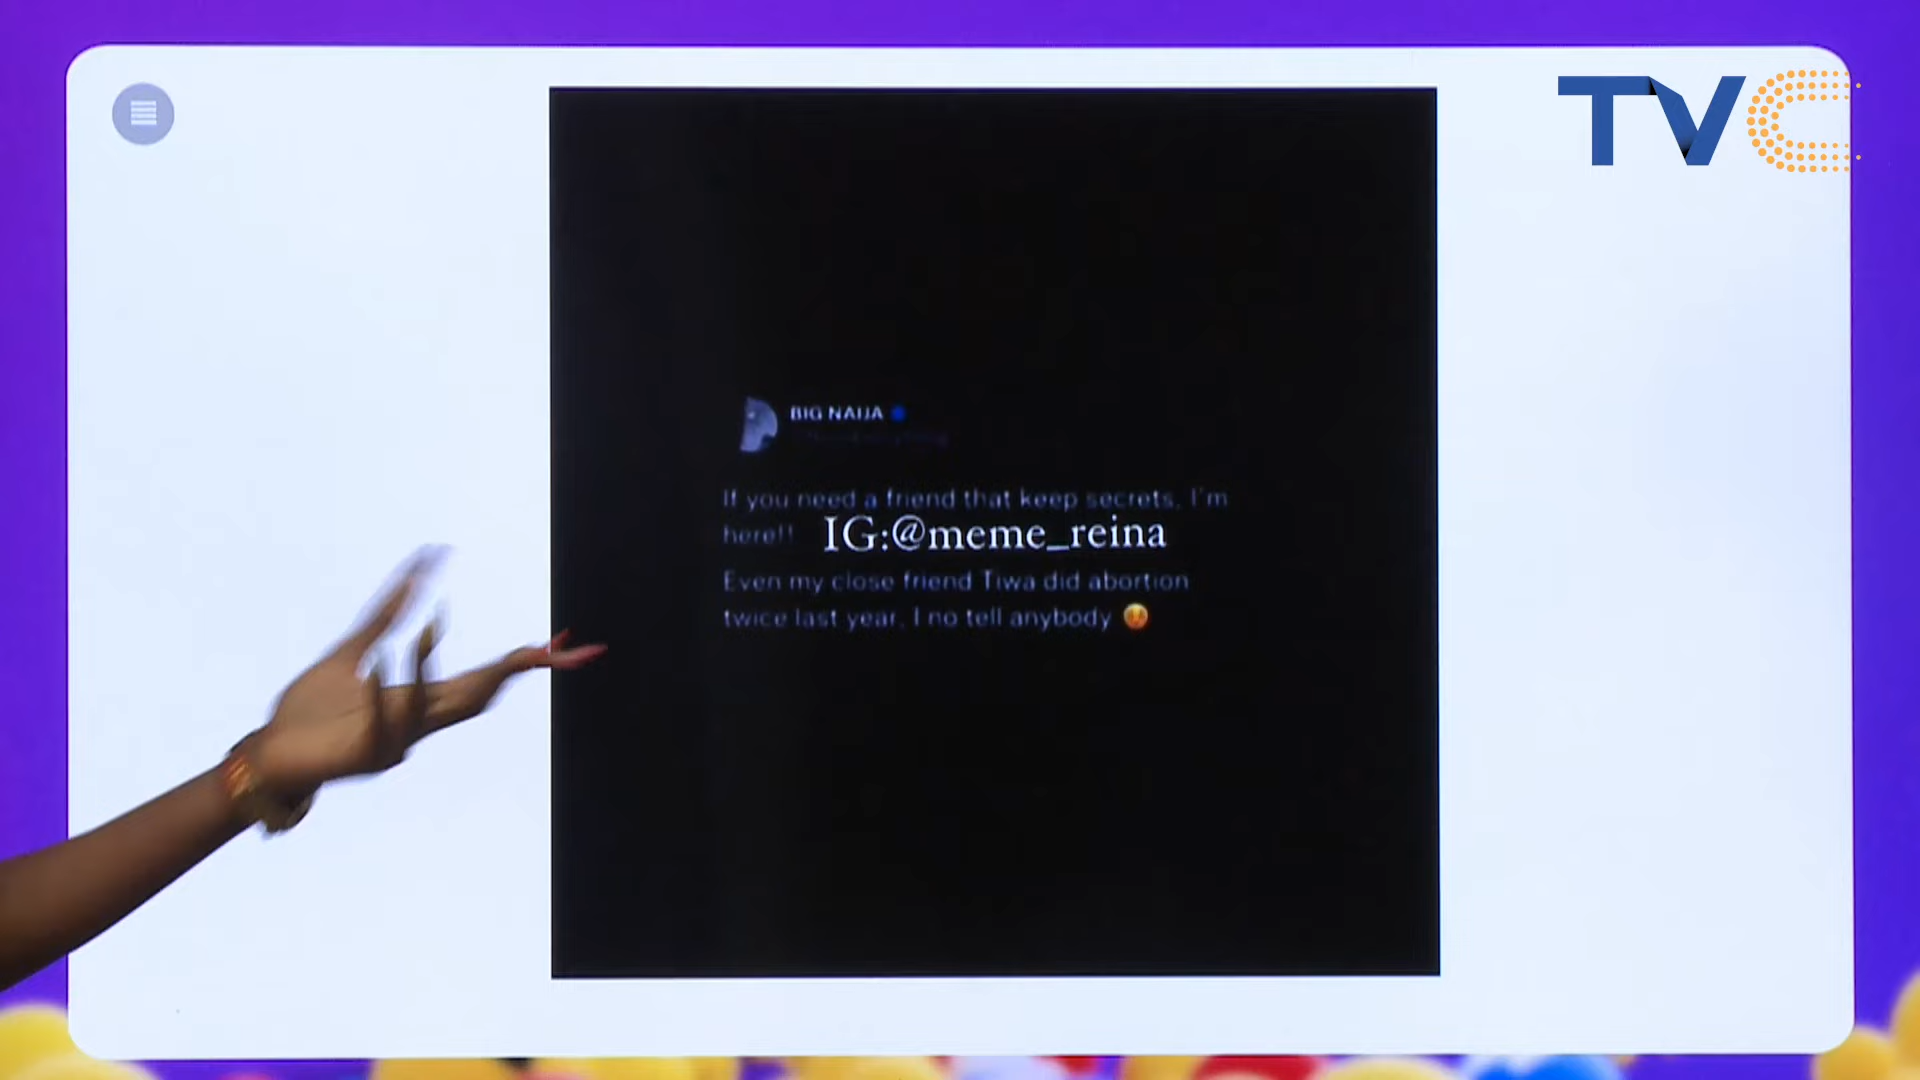 TVC
BIG NAIJA
If you need a friend that keep secrets, I'm
here!!
IG:@meme_reina
Even my close friend Tiwa did abortion
twice last year, I no tell anybody 😉